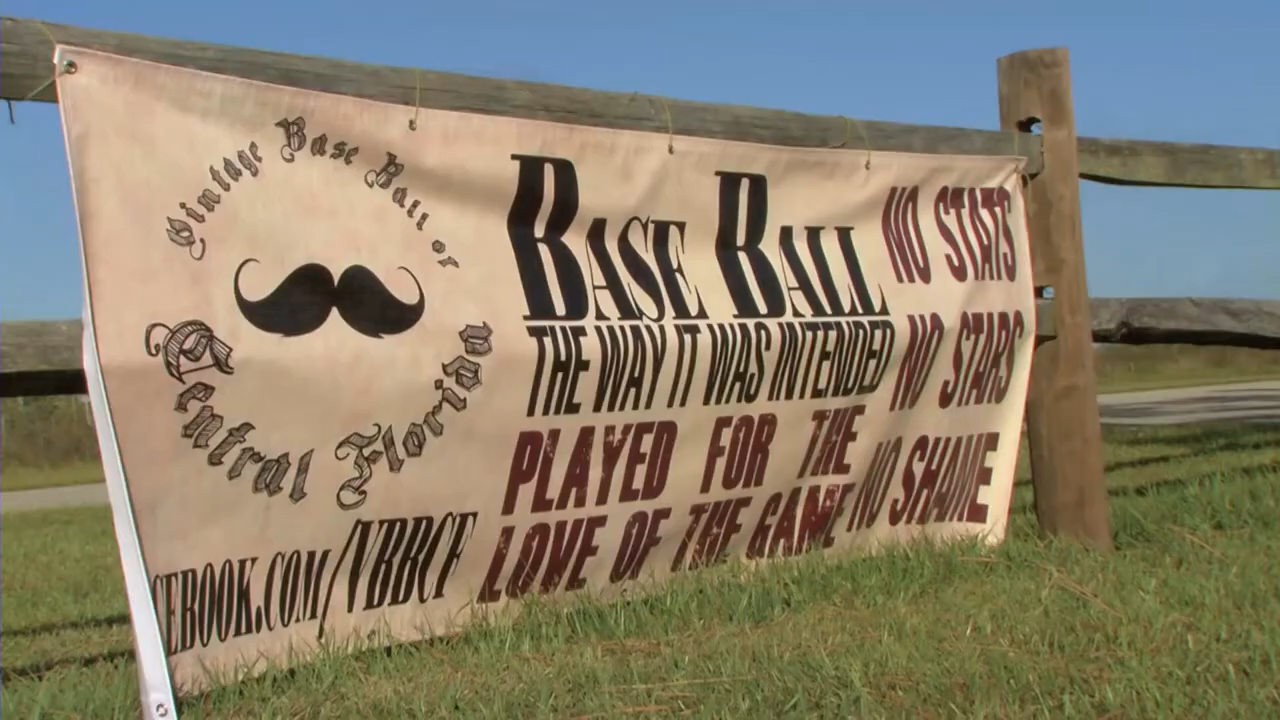 Vintage Base Ball of
Central Florida
CEBOOK.COM/VBBCF
BASE BALL
THE WAY IT WAS INTENDED
PLAYED FOR THE
LOVE OF THE GAME
NO STATS
NO STARS
NO SHAME